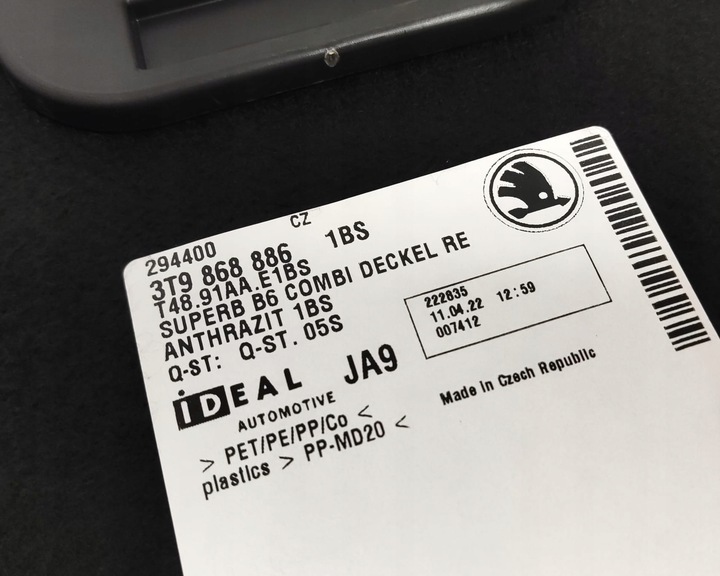 CZ
294400
3T9 868 886 1BS
T48.91AA.E1BS
SUPERB B6 COMBI DECKEL RE
ANTHRAZIT 1BS
Q-ST: Q-ST.05S
222835
11.04.22 12:59
007412
iDEAL JA9
AUTOMOTIVE
Made in Czech Republic
> PET/PE/PP/Co <
plastics > PP-MD20 <